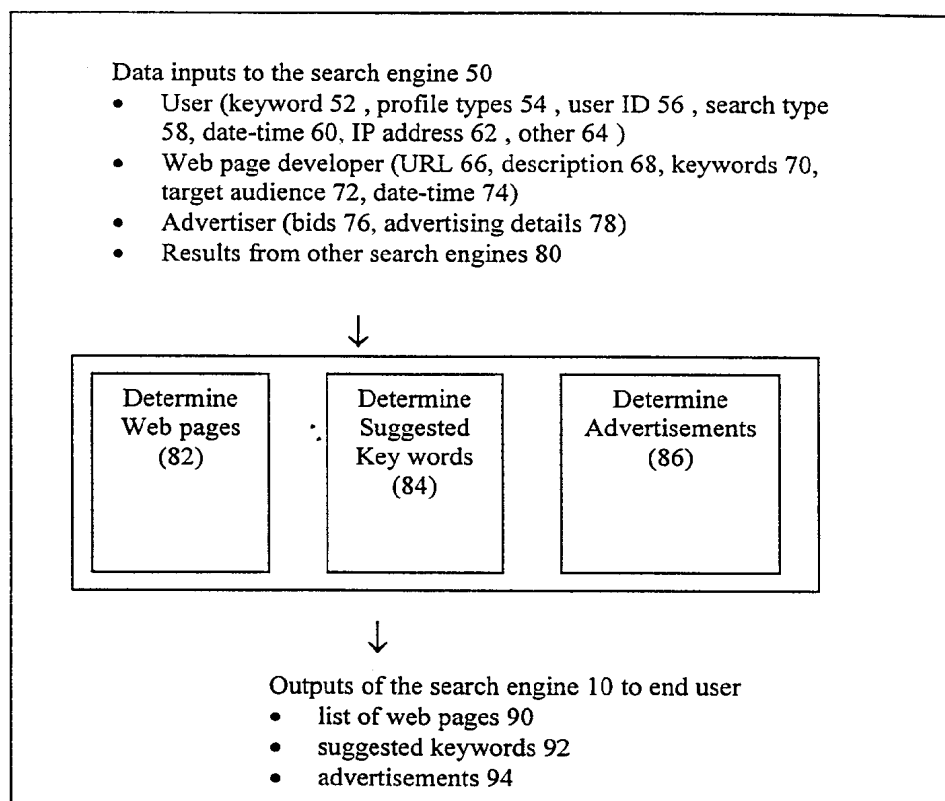 Data inputs to the search engine 50
• User (keyword 52 , profile types 54 , user ID 56 , search type
58, date-time 60, IP address 62 , other 64 )
• Web page developer (URL 66, description 68, keywords 70,
target audience 72, date-time 74)
• Advertiser (bids 76, advertising details 78)
• Results from other search engines 80
↓
Determine
Web pages
(82)
Determine
Suggested
Key words
(84)
Determine
Advertisements
(86)
↓
Outputs of the search engine 10 to end user
• list of web pages 90
• suggested keywords 92
• advertisements 94